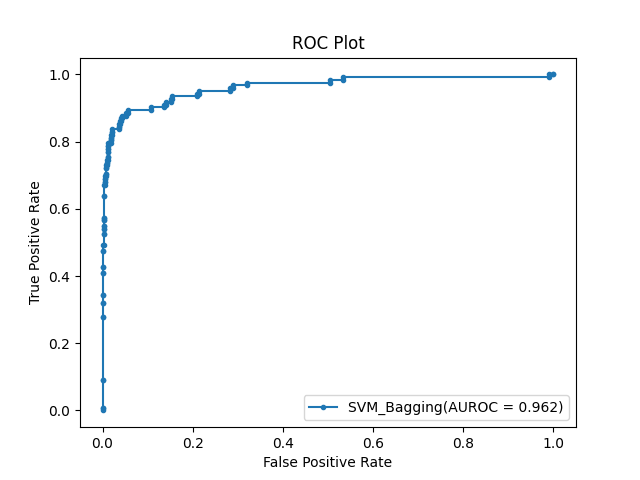 ROC Plot
True Positive Rate
1.0
0.8
0.6
0.4
0.2
0.0
SVM_Bagging(AUROC = 0.962)
0.0 0.2 0.4 0.6 0.8 1.0
False Positive Rate